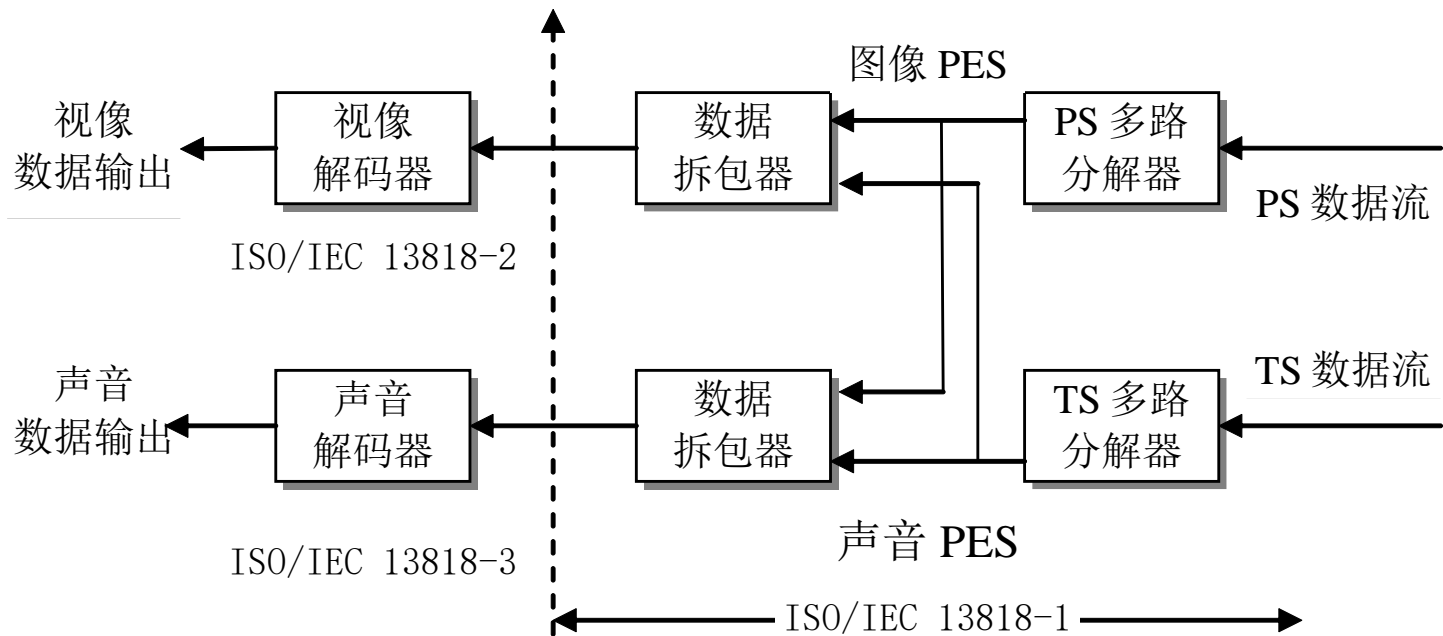 图像 PES
视像
数据输出
视像
解码器
数据
拆包器
PS 多路
分解器
PS 数据流
ISO/IEC 13818-2
声音
数据输出
声音
解码器
数据
拆包器
TS 多路
分解器
TS 数据流
声音 PES
ISO/IEC 13818-3
ISO/IEC 13818-1